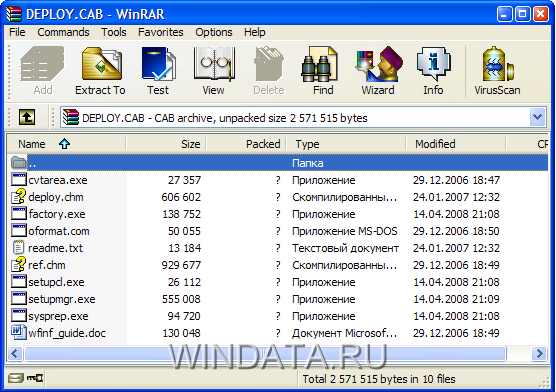 DEPLOY.CAB - WinRAR
File Commands Tools Favorites Options Help
Add Extract To Test View Delete Find Wizard Info VirusScan
DEPLOY.CAB - CAB archive, unpacked size 2 571 515 bytes
Name Size Packed Type Modified CF
.. Папка
cvtarea.exe 27 357 ? Приложение 29.12.2006 18:47
deploy.chm 606 602 ? Скомпилированны... 24.01.2007 12:32
factory.exe 138 752 ? Приложение 14.04.2008 21:08
oformat.com 50 055 ? Приложение MS-DOS 29.12.2006 18:50
readme.txt 13 184 ? Текстовый документ 24.01.2007 12:32
ref.chm 929 677 ? Скомпилированны... 29.12.2006 18:49
setupcl.exe 26 112 ? Приложение 14.04.2008 21:08
setupmgr.exe 555 008 ? Приложение 14.04.2008 21:09
sysprep.exe 94 720 ? Приложение 14.04.2008 21:08
wfinf_guide.doc 130 048 ? Документ Microsof... 29.12.2006 18:49
WINDATA.RU
Total 2 571 515 bytes in 10 files